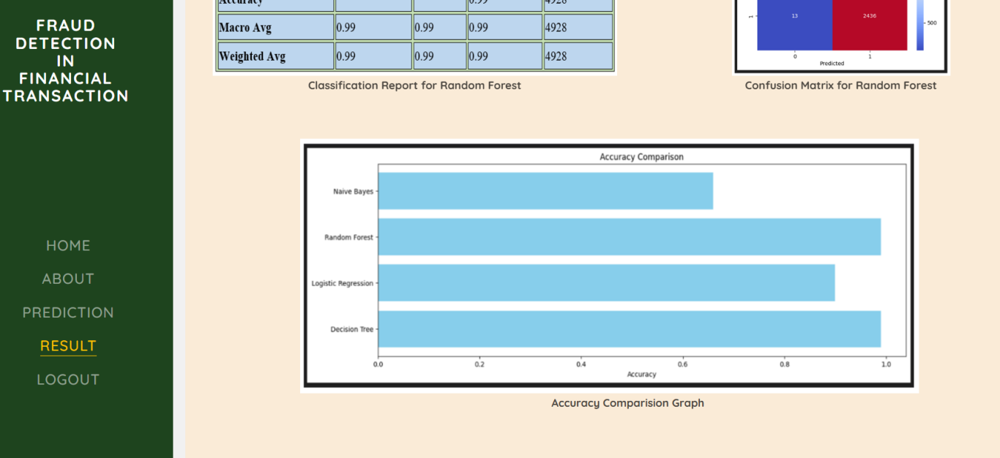 FRAUD
DETECTION
IN
FINANCIAL
TRANSACTION
HOME
ABOUT
PREDICTION
RESULT
LOGOUT
Accuracy 0.99 4928
Macro Avg 0.99 0.99 0.99 4928
Weighted Avg 0.99 0.99 0.99 4928
Classification Report for Random Forest
1 13 2436 500
0 1
Predicted
Confusion Matrix for Random Forest
Accuracy Comparison
Naive Bayes
Random Forest
Logistic Regression
Decision Tree
0.0 0.2 0.4 0.6 0.8 1.0
Accuracy
Accuracy Comparision Graph